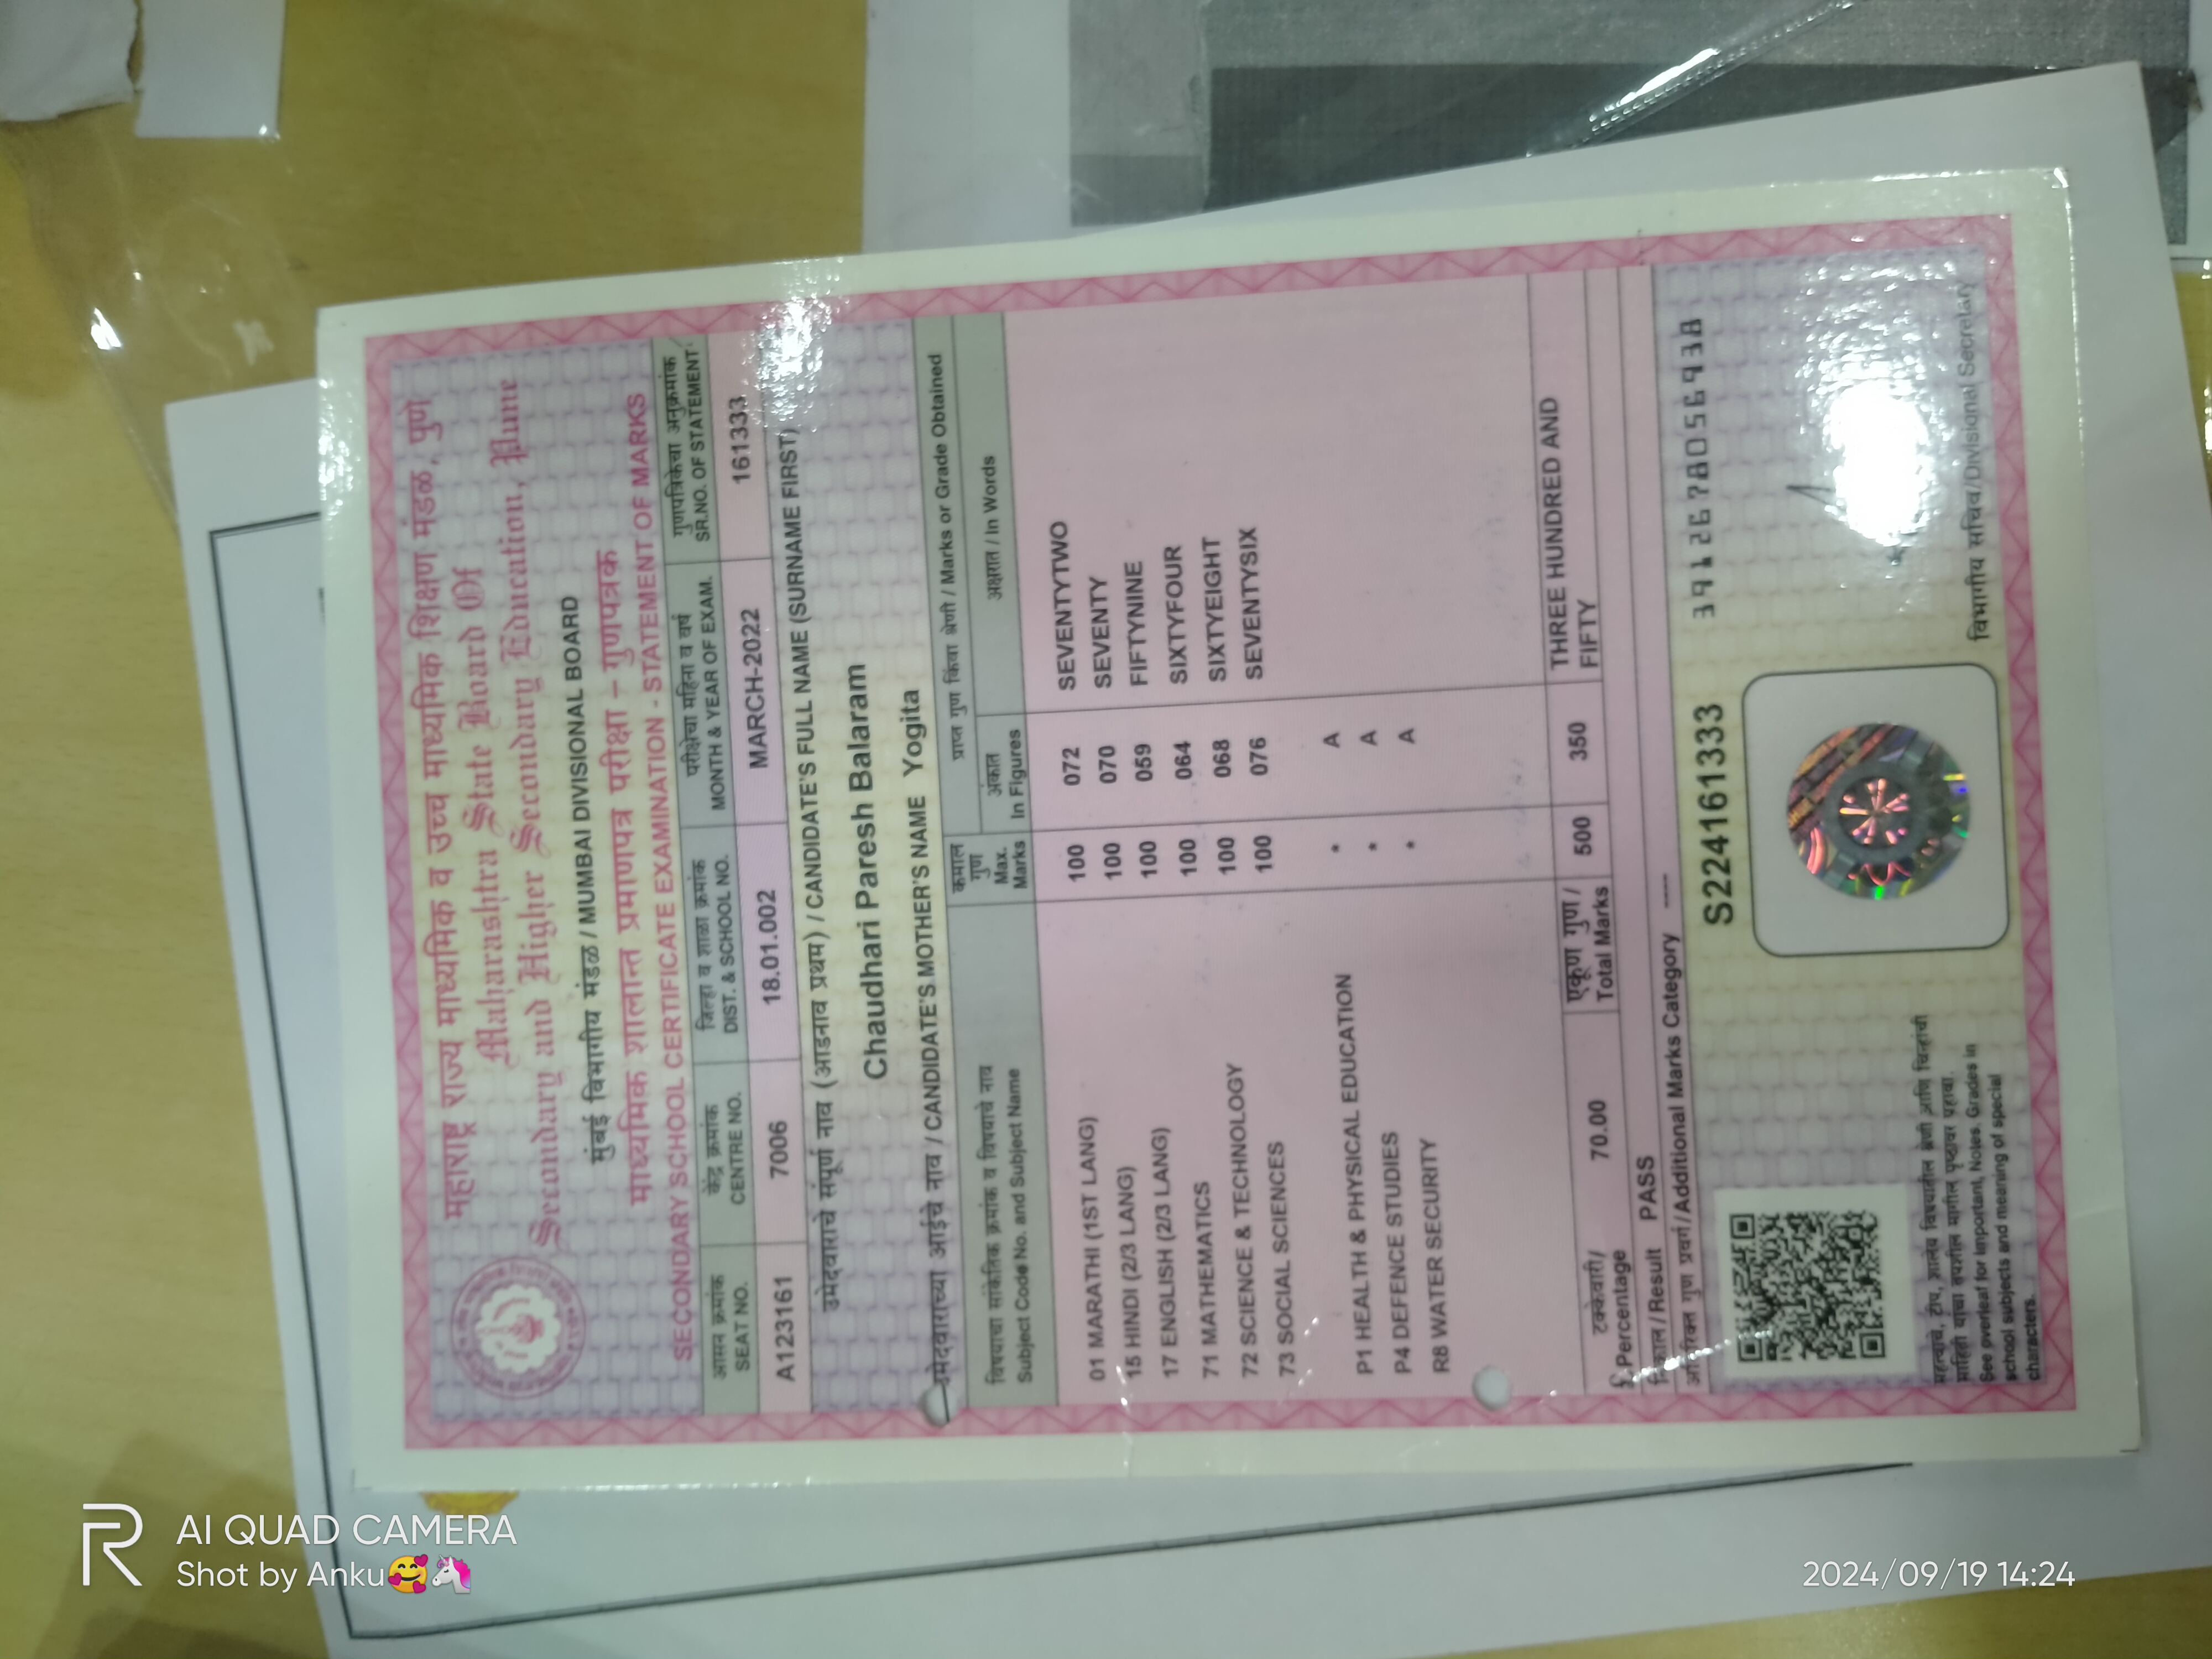 महाराष्ट्र राज्य माध्यमिक व उच्च माध्यमिक शिक्षण मंडळ, पुणे
Maharashtra State Board Of
Secondary and Higher Secondary Education, Pune
मुंबई विभागीय मंडळ / MUMBAI DIVISIONAL BOARD
माध्यमिक शालान्त प्रमाणपत्र परीक्षा – गुणपत्रक
SECONDARY SCHOOL CERTIFICATE EXAMINATION - STATEMENT OF MARKS
आसन क्रमांक केंद्र क्रमांक जिल्हा व शाळा क्रमांक परीक्षेचा महिना व वर्ष गुणपत्रिकेचा अनुक्रमांक
SEAT NO. CENTRE NO. DIST. & SCHOOL NO. MONTH & YEAR OF EXAM. SR.NO. OF STATEMENT
A123161 7006 18.01.002 MARCH-2022 161333
उमेदवाराचे संपूर्ण नाव (आडनाव प्रथम) / CANDIDATE'S FULL NAME (SURNAME FIRST)
Chaudhari Paresh Balaram
उमेदवाराच्या आईचे नाव / CANDIDATE'S MOTHER'S NAME Yogita
विषयाचा सांकेतिक क्रमांक व विषयाचे नाव
Subject Code No. and Subject Name
कमाल
गुण
Max.
Marks
प्राप्त गुण किंवा श्रेणी / Marks or Grade Obtained
अंकात
In Figures
अक्षरात / In Words
01 MARATHI (1ST LANG) 100 072 SEVENTYTWO
15 HINDI (2/3 LANG) 100 070 SEVENTY
17 ENGLISH (2/3 LANG) 100 059 FIFTYNINE
71 MATHEMATICS 100 064 SIXTYFOUR
72 SCIENCE & TECHNOLOGY 100 068 SIXTYEIGHT
73 SOCIAL SCIENCES 100 076 SEVENTYSIX
P1 HEALTH & PHYSICAL EDUCATION * A
P4 DEFENCE STUDIES * A
R8 WATER SECURITY * A
टक्केवारी/
£ Percentage 70.00
एकूण गुण /
Total Marks 500 350 THREE HUNDRED AND
FIFTY
निकाल / Result PASS
अतिरिक्त गुण प्रवर्ग/Additional Marks Category ----
S224161333 3912678056938
महत्वाचे, टीप, शालेय विषयातील श्रेणी आणि चिन्हांची
माहिती यांचा तपशील मागील पृष्ठावर पहावा.
See overleaf for important, Notes, Grades in
school subjects and meaning of special
characters.
विभागीय सचिव/Divisional Secretary
R
AI QUAD CAMERA
Shot by Anku🥰🦄
2024/09/19 14:24